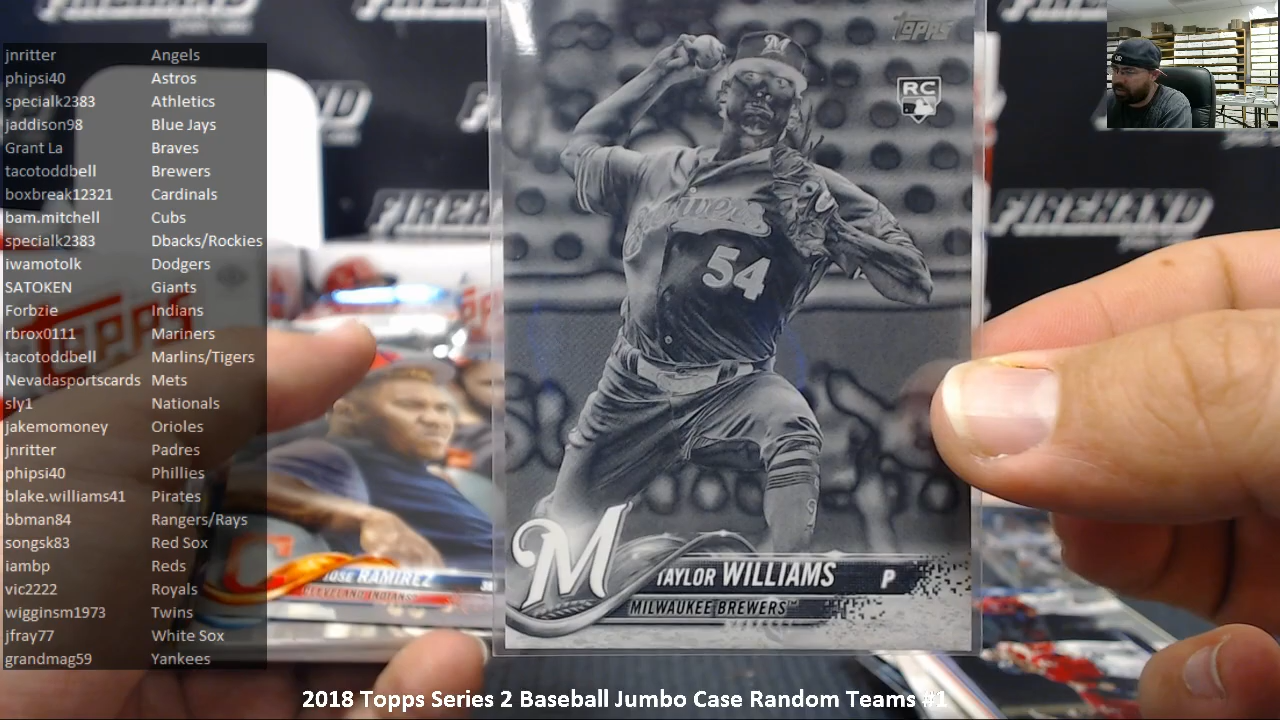 jnritter Angels
phipsi40 Astros
specialk2383 Athletics
jaddison98 Blue Jays
Grant La Braves
tacotoddbell Brewers
boxbreak12321 Cardinals
bam.mitchell Cubs
specialk2383 Dbacks/Rockies
iwamotolk Dodgers
SATOKEN Giants
Forbzie Indians
rbrox0111 Mariners
tacotoddbell Marlins/Tigers
Nevadasportscards Mets
sly1 Nationals
jakemomoney Orioles
jnritter Padres
phipsi40 Phillies
blake.williams41 Pirates
bbman84 Rangers/Rays
songsk83 Red Sox
iambp Reds
vic2222 Royals
wigginsm1973 Twins
jfray77 White Sox
grandmag59 Yankees
TOPPS
FIREHAND
FIREHAND
TOPPS
RC
M
Brewers
54
M
TAYLOR WILLIAMS P
MILWAUKEE BREWERS™
JOSE RAMIREZ
CLEVELAND INDIANS
2018 Topps Series 2 Baseball Jumbo Case Random Teams #1